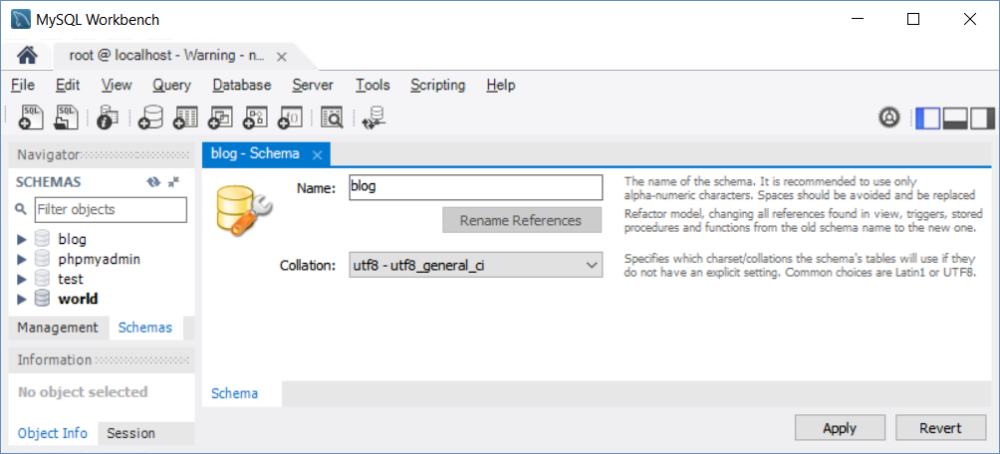 MySQL Workbench
root @ localhost - Warning - n...
File Edit View Query Database Server Tools Scripting Help
SQL SQL f()
Navigator
SCHEMAS
Filter objects
blog
phpmyadmin
test
world
Management Schemas
Information
No object selected
Object Info Session
blog - Schema
Name: blog
The name of the schema. It is recommended to use only
alpha-numeric characters. Spaces should be avoided and be replaced
Rename References
Refactor model, changing all references found in view, triggers, stored
procedures and functions from the old schema name to the new one.
Collation: utf8 - utf8_general_ci
Specifies which charset/collations the schema's tables will use if they
do not have an explicit setting. Common choices are Latin1 or UTF8.
Schema
Apply Revert